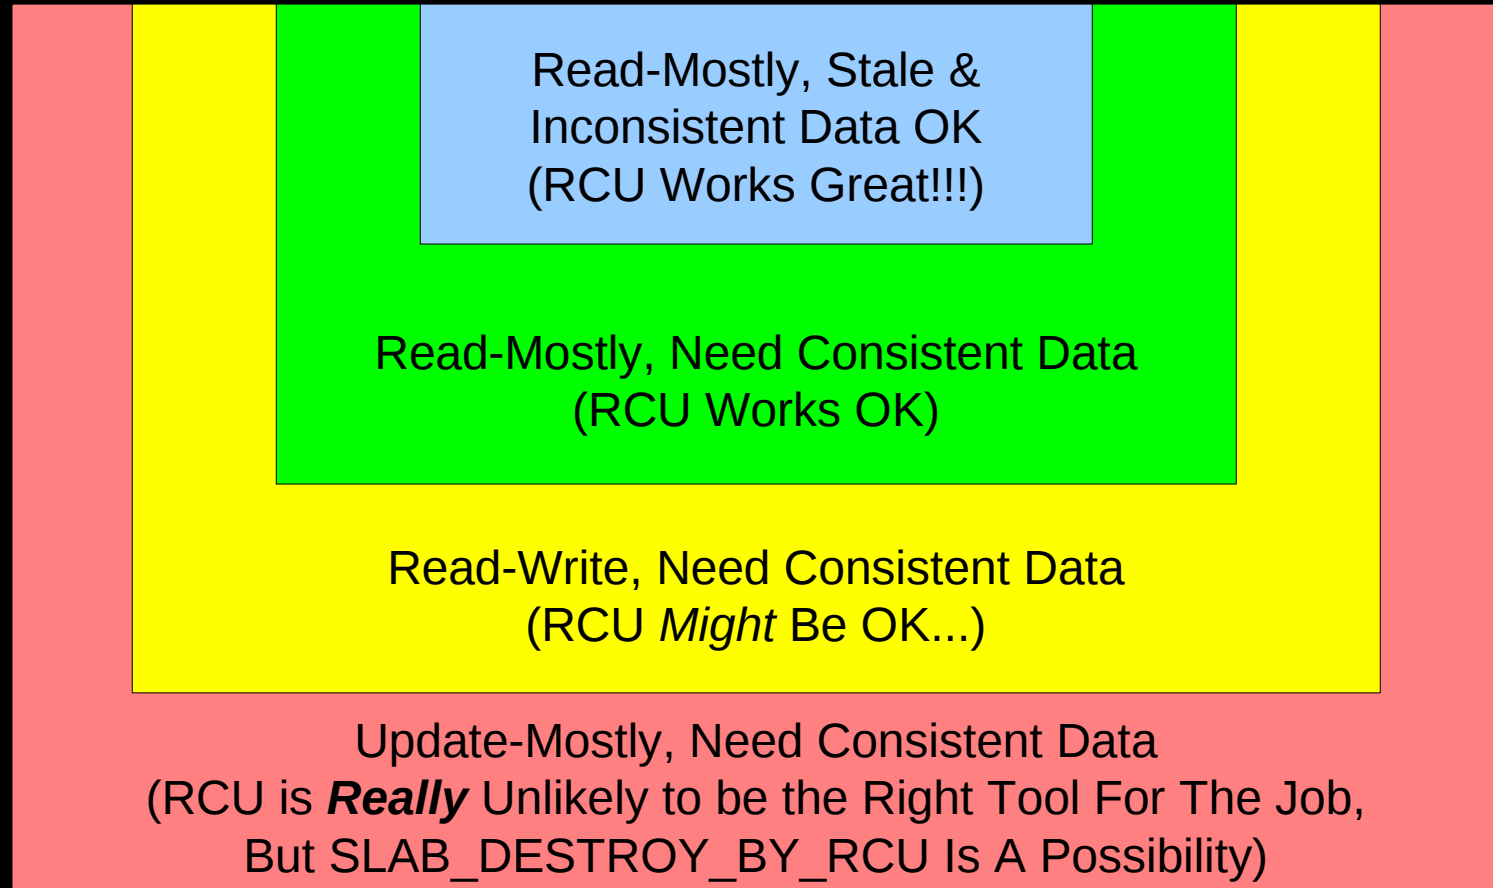 Read-Mostly, Stale &
Inconsistent Data OK
(RCU Works Great!!!)
Read-Mostly, Need Consistent Data
(RCU Works OK)
Read-Write, Need Consistent Data
(RCU Might Be OK...)
Update-Mostly, Need Consistent Data
(RCU is Really Unlikely to be the Right Tool For The Job,
But SLAB_DESTROY_BY_RCU Is A Possibility)